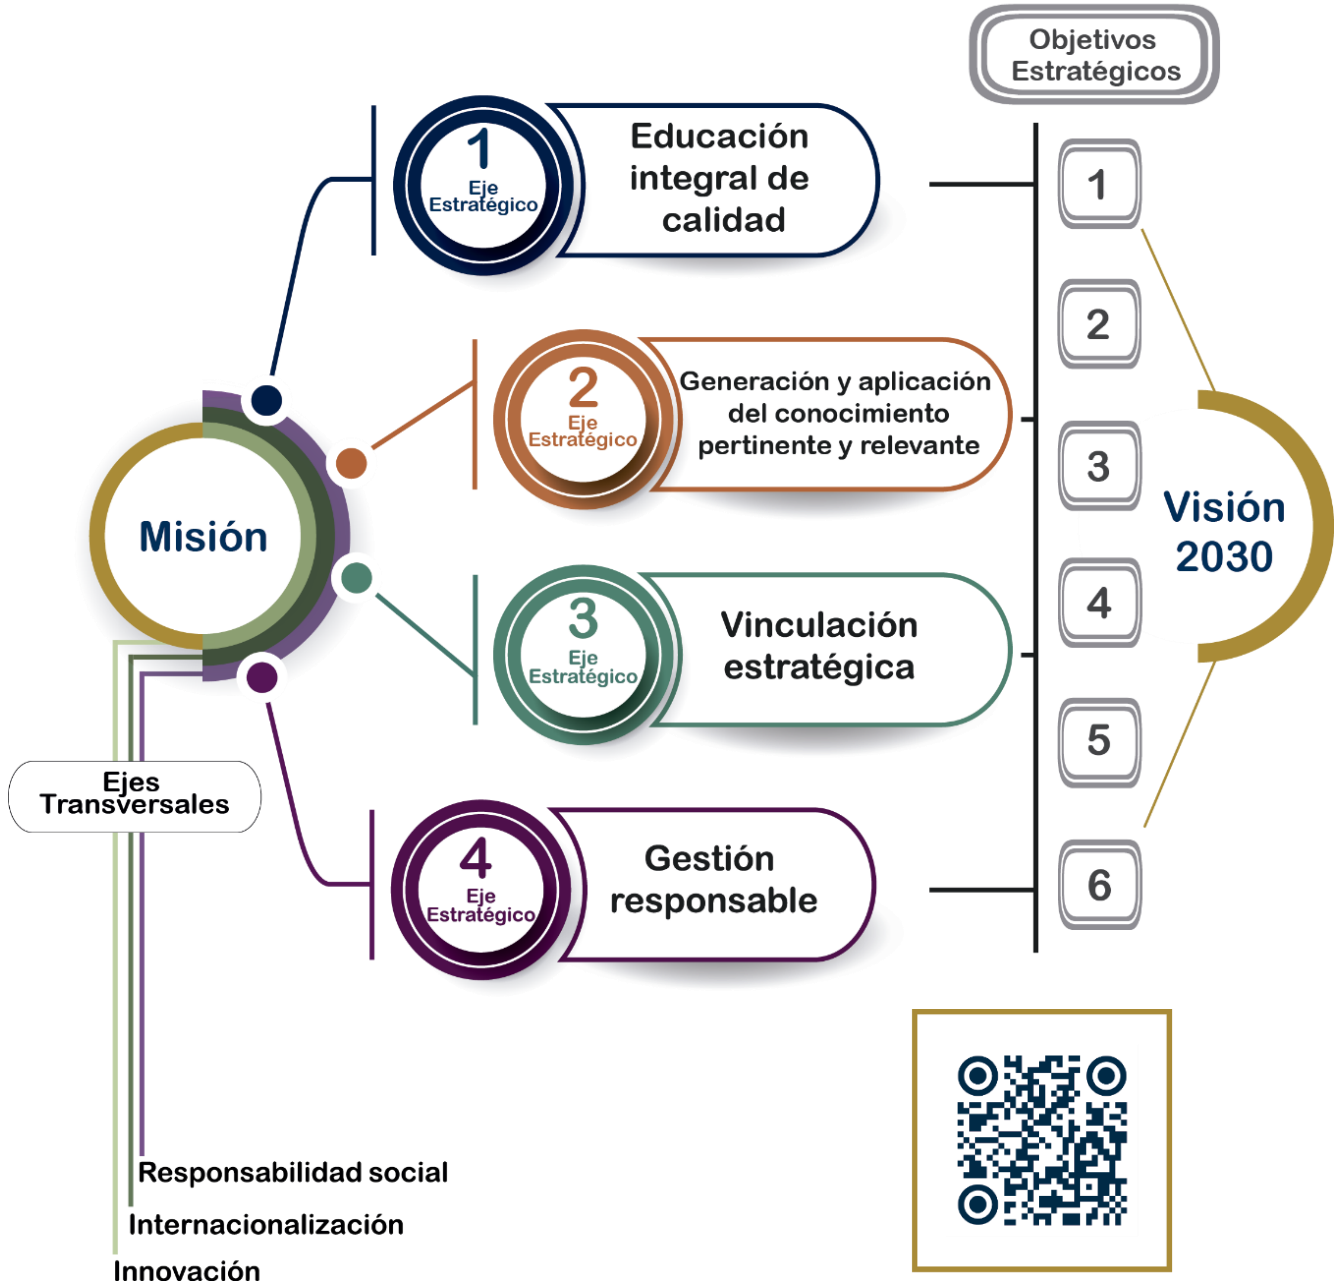 Objetivos
Estratégicos
1
Eje
Estratégico
Educación
integral de
calidad
2
Eje
Estratégico
Generación y aplicación
del conocimiento
pertinente y relevante
3
Eje
Estratégico
Vinculación
estratégica
4
Eje
Estratégico
Gestión
responsable
1
2
3
4
5
6
Misión
Visión
2030
Ejes
Transversales
Responsabilidad social
Internacionalización
Innovación